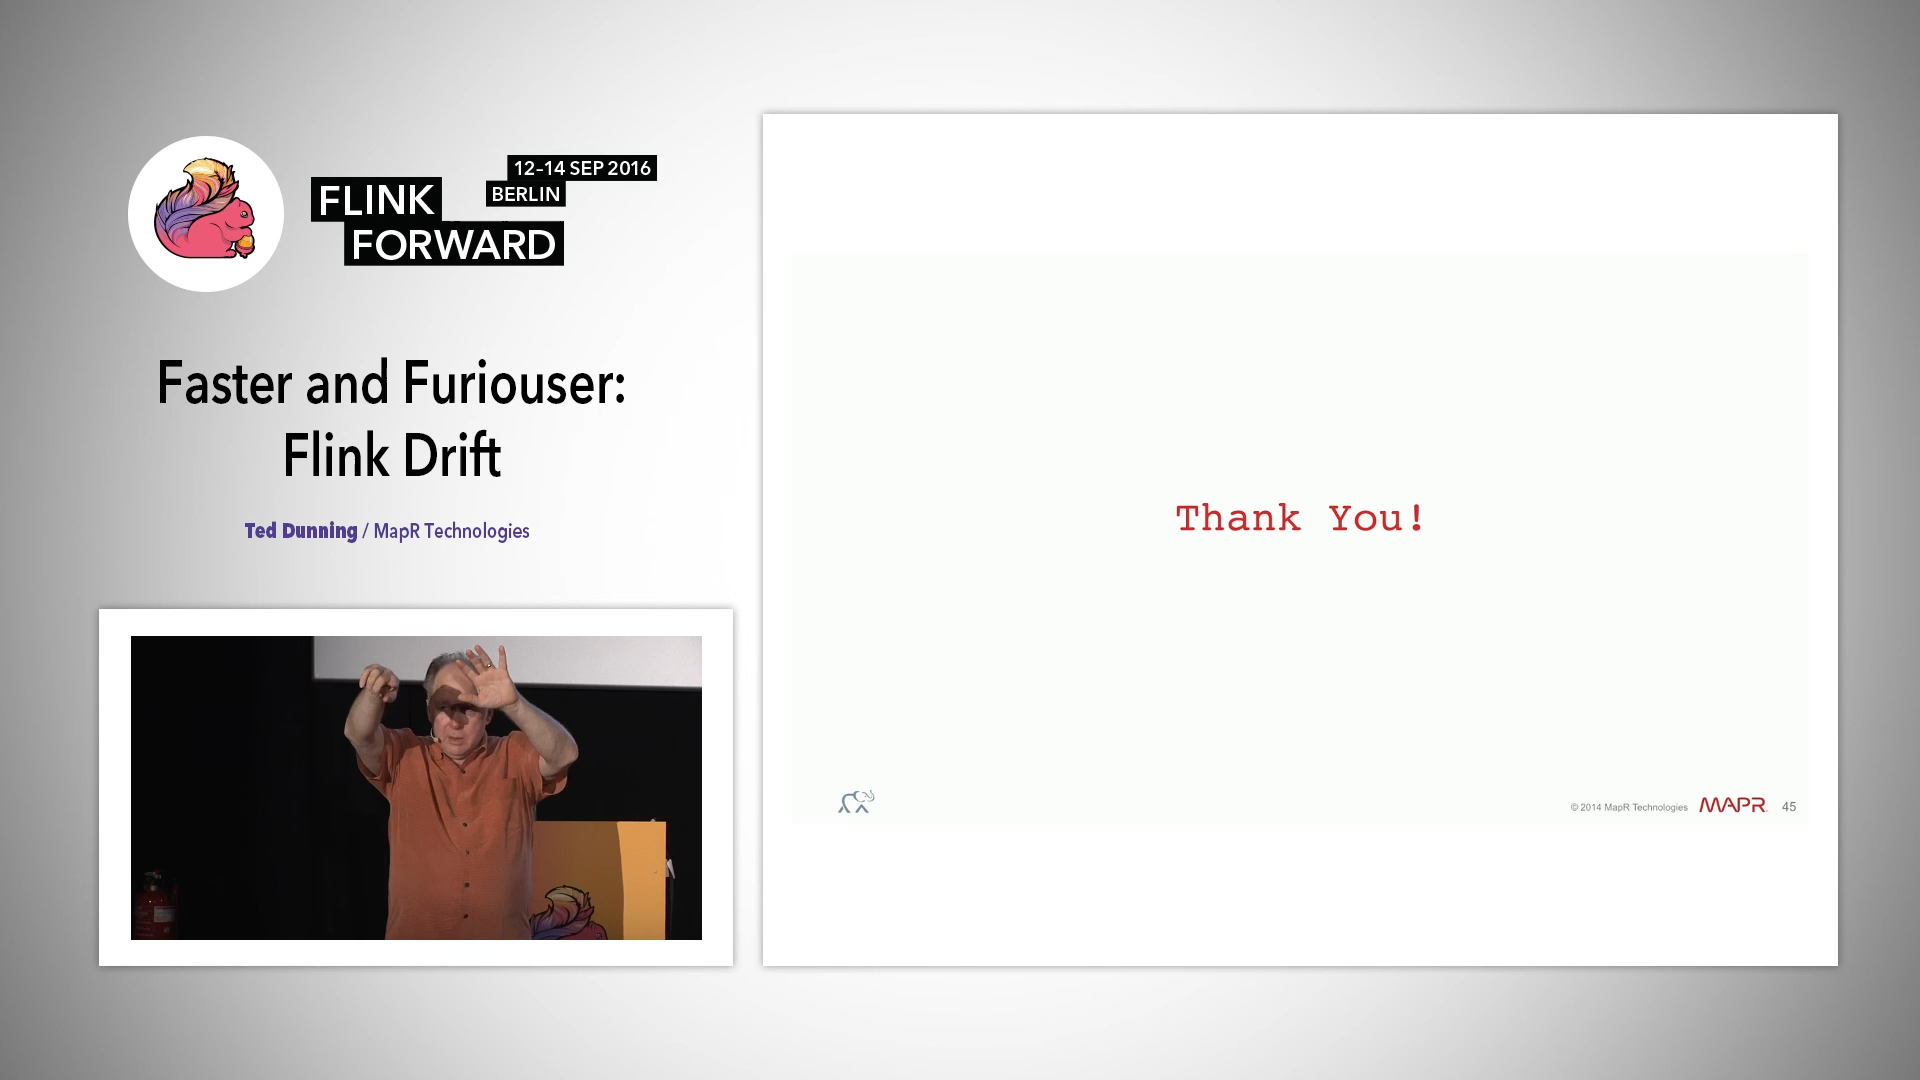 12–14 SEP 2016
BERLIN
FLINK
FORWARD
Faster and Furiouser:
Flink Drift
Ted Dunning / MapR Technologies
Thank You!
© 2014 MapR Technologies MAPR 45